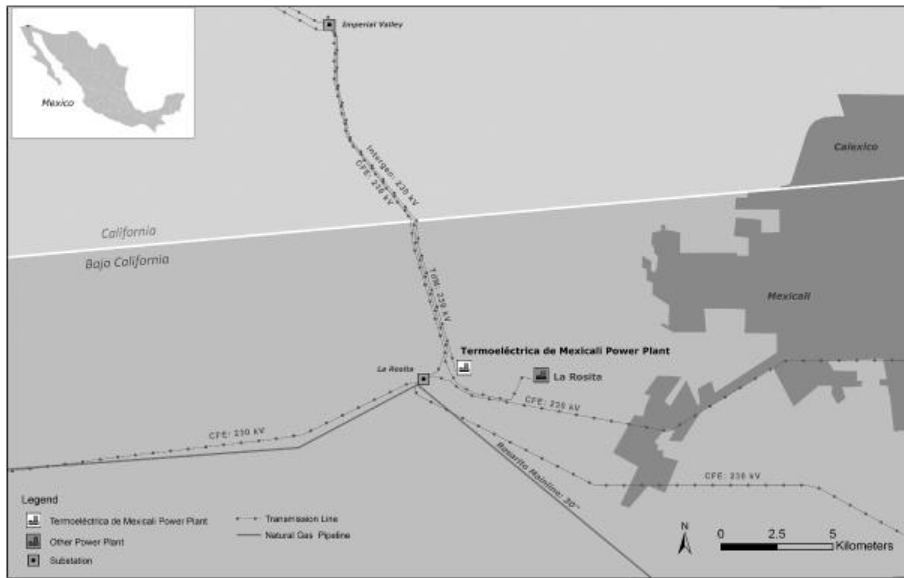 Imperial Valley
Mexico
Calexico
Intergen: 230 kV
CFE: 230 kV
California
Baja California
TDM: 230 kV
Mexicali
Termoeléctrica de Mexicali Power Plant
La Rosita
La Rosita
CFE: 230 kV
CFE: 230 kV
Rosarito Mainline: 30"
CFE: 230 kV
Legend
Termoeléctrica de Mexicali Power Plant
Other Power Plant
Substation
Transmission Line
Natural Gas Pipeline
N
0 2.5 5
Kilometers